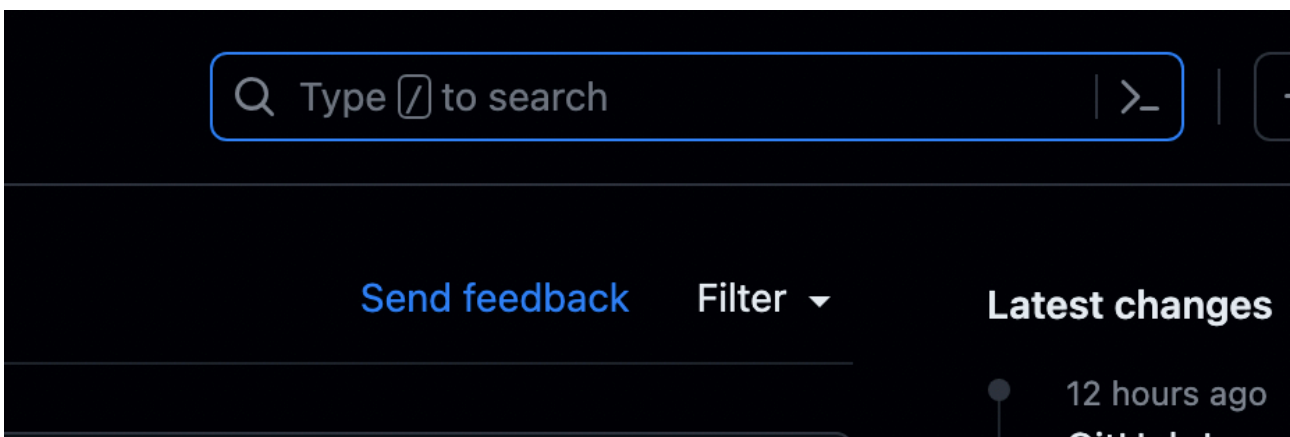 Type / to search
Send feedback
Filter
Latest changes
12 hours ago